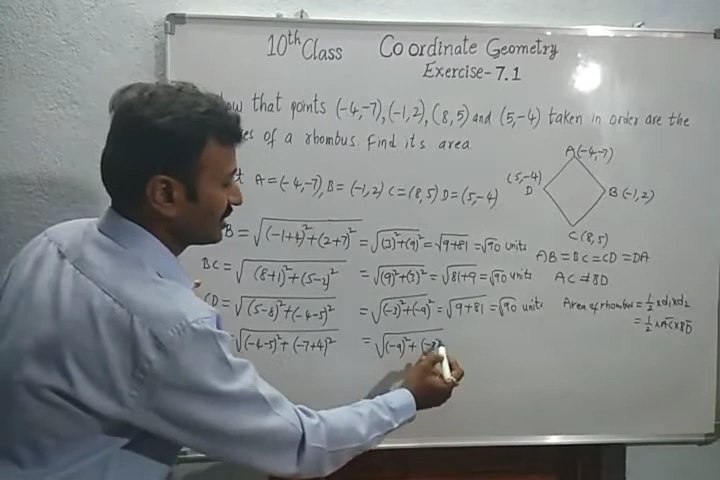 10th Class Coordinate Geometry
Exercise-7.1
that points (-4,-7), (-1,2), (8,5) and (5,-4) taken in order are the
of a rhombus. Find its area
A=(-4,-7), B=(-1,2) C=(8,5) D=(5,-4)
B = √(-1+4)²+(2+7)² = √(3)²+(9)² = √9+81 = √90 units
BC = √(8+1)²+(5-2)² = √(9)²+(3)² = √81+9 = √90 units
CD = √(5-8)²+(-4-5)² = √(-3)²+(-9)² = √9+81 = √90 units
= √(-4-5)²+(-7+4)² = √(-9)²+(-3)²
A(-4,-7)
(5,-4)
D
B(-1,2)
C(8,5)
AB=BC=CD=DA
AC≠BD
Area of rhombus = 1/2 × d₁×d₂
= 1/2 × AC × BD